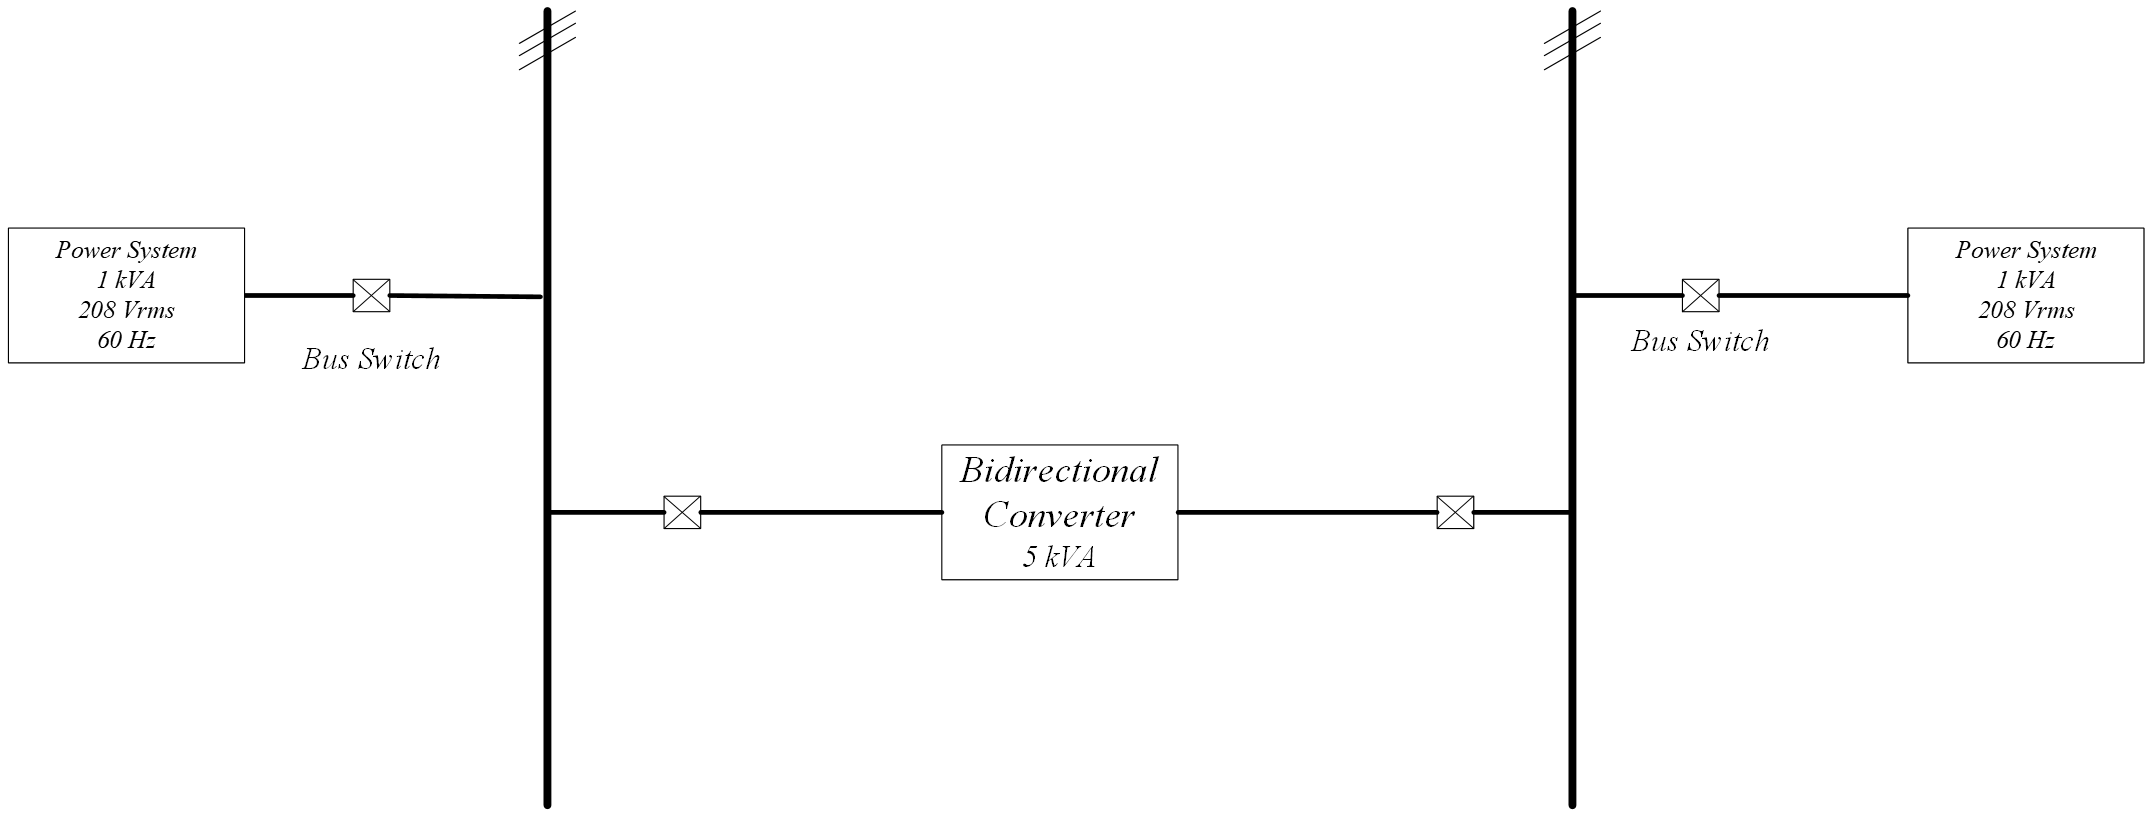 Power System
1 kVA
208 Vrms
60 Hz
Bus Switch
Bidirectional
Converter
5 kVA
Power System
1 kVA
208 Vrms
60 Hz
Bus Switch